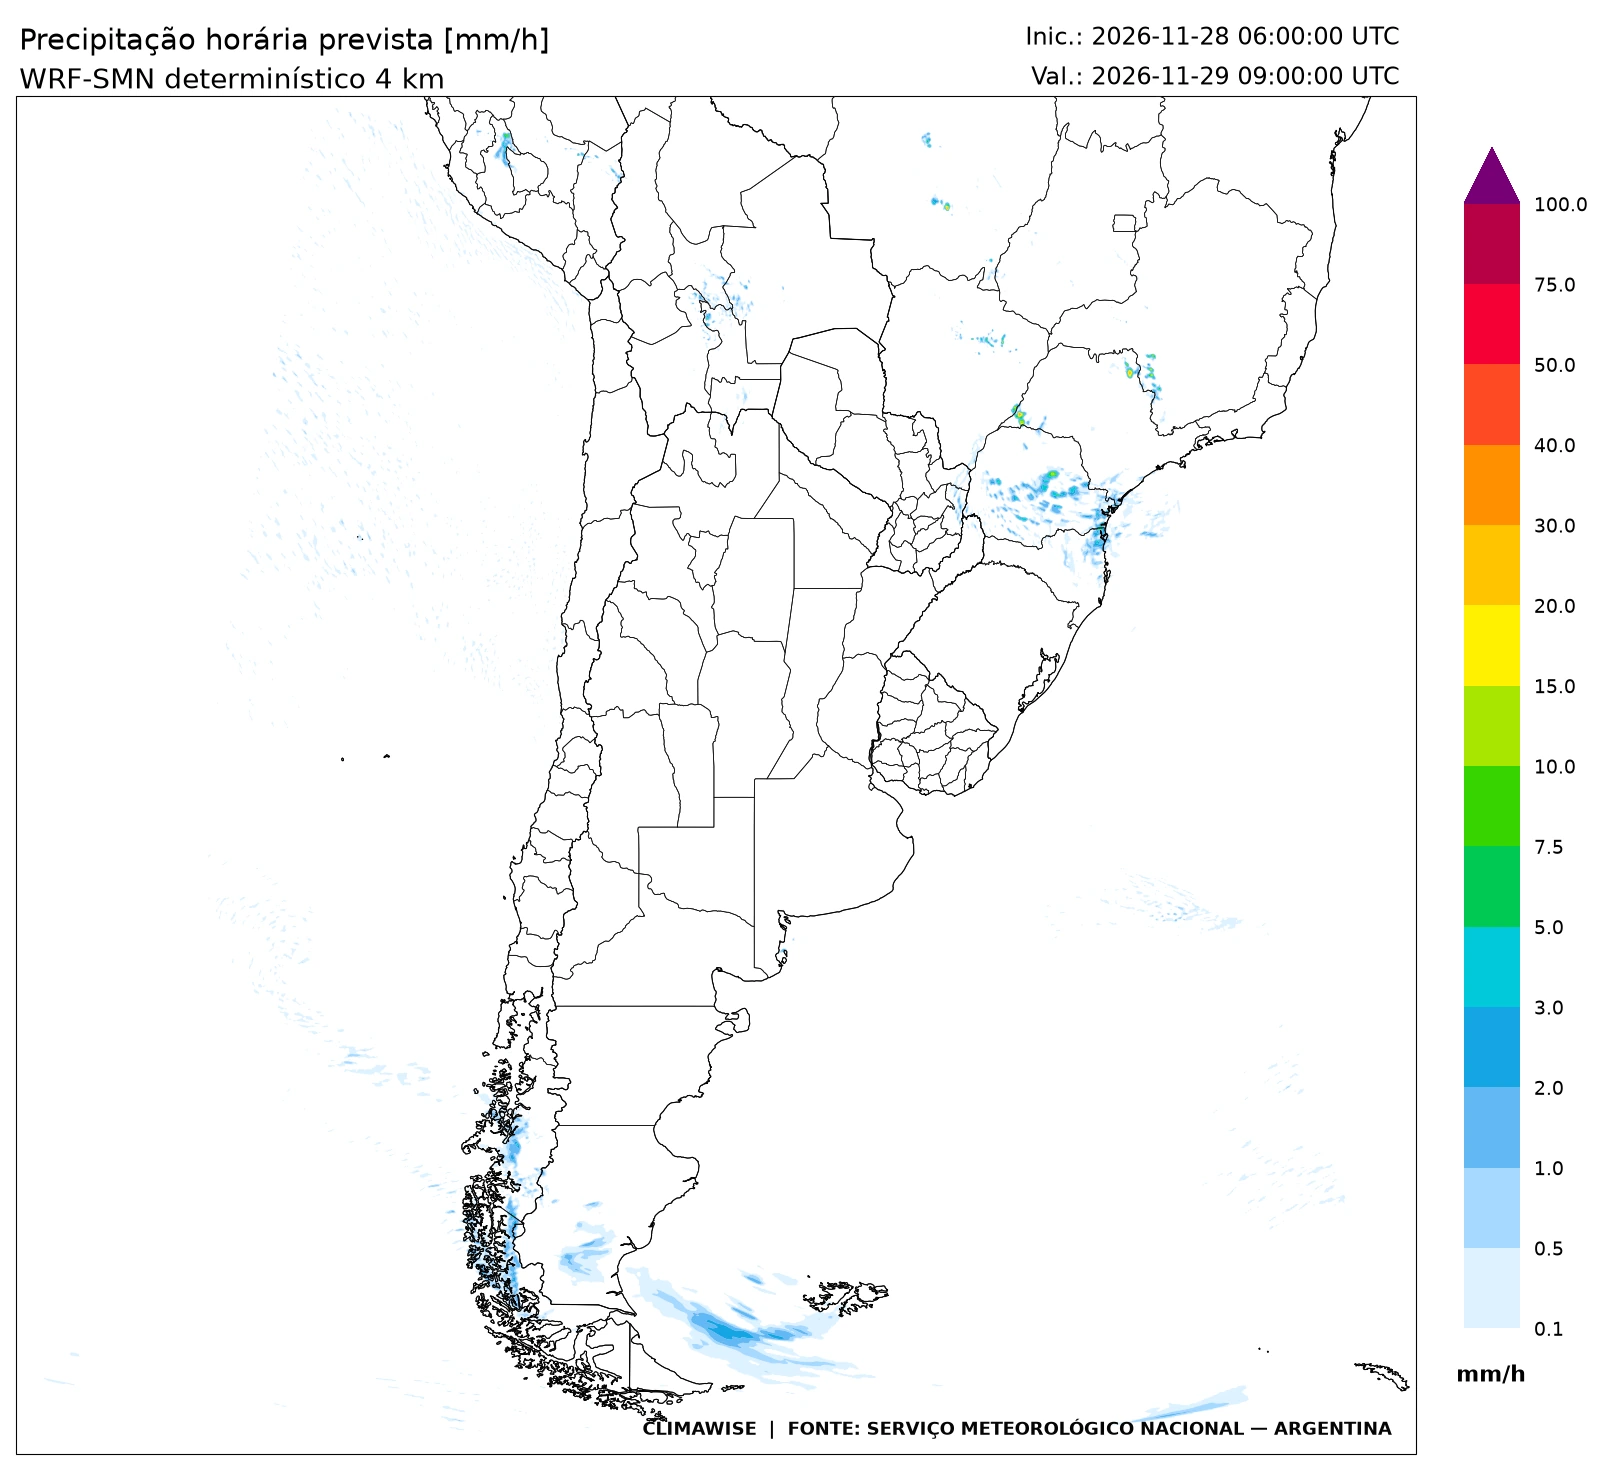 Precipitação horária prevista [mm/h]
WRF-SMN determinístico 4 km
Inic.: 2026-11-28 06:00:00 UTC
Val.: 2026-11-29 09:00:00 UTC
100.0
75.0
50.0
40.0
30.0
20.0
15.0
10.0
7.5
5.0
3.0
2.0
1.0
0.5
0.1
mm/h
CLIMAWISE | FONTE: SERVIÇO METEOROLÓGICO NACIONAL — ARGENTINA